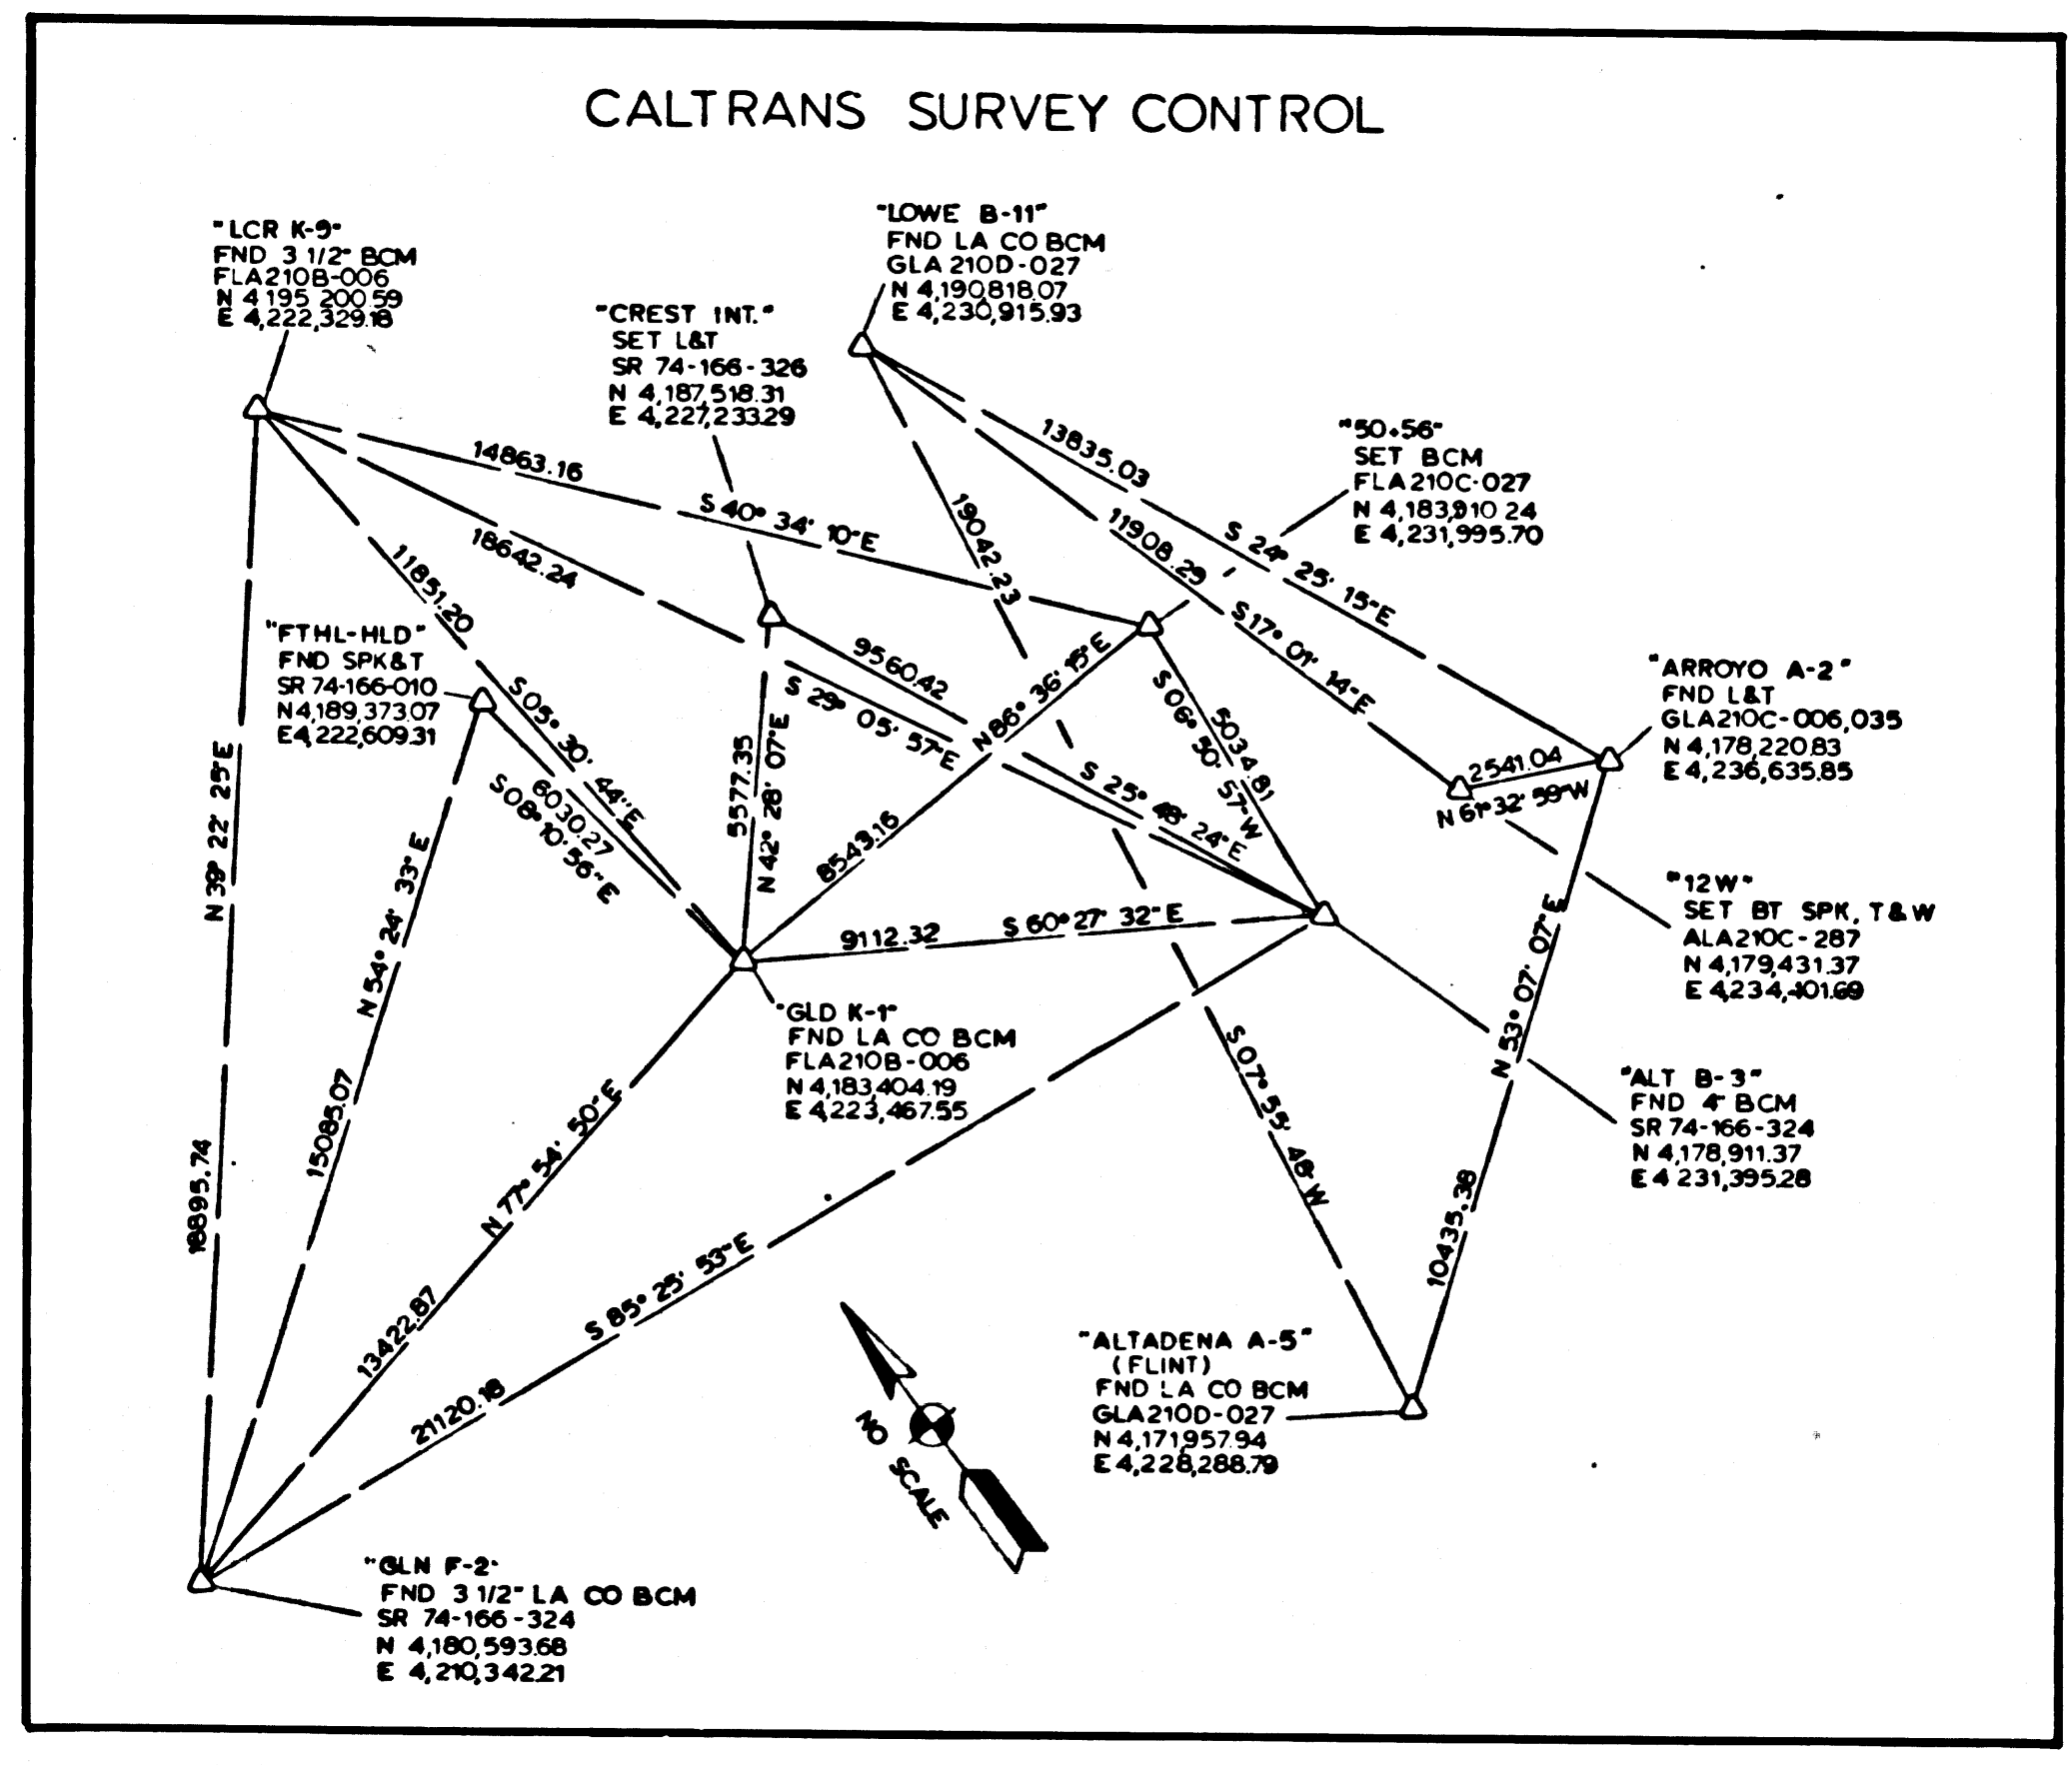 CALTRANS SURVEY CONTROL
"LCR K-9"
FND 3 1/2" BCM
FLA210B-006
N 4 195 200.59
E 4,222,329.18
"LOWE B-11"
FND LA CO BCM
GLA 210D-027
N 4,190,818.07
E 4,230,915.93
"CREST INT."
SET L&T
SR 74-166-326
N 4,187,518.31
E 4,227,233.29
"50+56"
SET BCM
FLA210C-027
N 4,183,910 24
E 4,231,995.70
"FTHL-HLD"
FND SPK&T
SR 74-166-010
N4,189,373.07
E4,222,609.31
"ARROYO A-2"
FND L&T
GLA210C-006,035
N 4,178,220.83
E 4,236,635.85
"12W"
SET BT SPK, T&W
ALA210C-287
N 4,179,431.37
E 4,234,401.69
"GLD K-1"
FND LA CO BCM
FLA210B-006
N 4,183,404.19
E 4,223,467.55
"ALT B-3"
FND 4" BCM
SR 74-166-324
N 4,178,911.37
E 4 231,395.28
"ALTADENA A-5"
(FLINT)
FND LA CO BCM
GLA210D-027
N 4,171,957.94
E 4,228,288.79
"GLN F-2"
FND 3 1/2" LA CO BCM
SR 74-166-324
N 4,180,593.68
E 4,210,342.21
14863.16
S 40° 34' 10"E
18642.24
S 29° 05' 57"E
11851.20
S 05° 30' 44"E
6030.27
S 08° 10' 56" E
5577.35
N 42° 28' 07"E
9560.42
S 25° 48' 24" E
8543.16
N 86° 36' 15"E
9112.32
S 60° 27' 32" E
5034.81
S 06° 50' 57" W
19042.23
S 07° 55' 48" W
13835.03
S 24° 25' 15"E
11908.29
S 17° 01' 14"E
2541.04
N 61° 32' 59"W
N 53° 07' 07" E
10435.38
N 39° 22' 25"E
18895.74
N 54° 24' 33" E
15085.07
N 77° 54' 50" E
13422.87
S 85° 25' 53"E
21120.18
NO SCALE